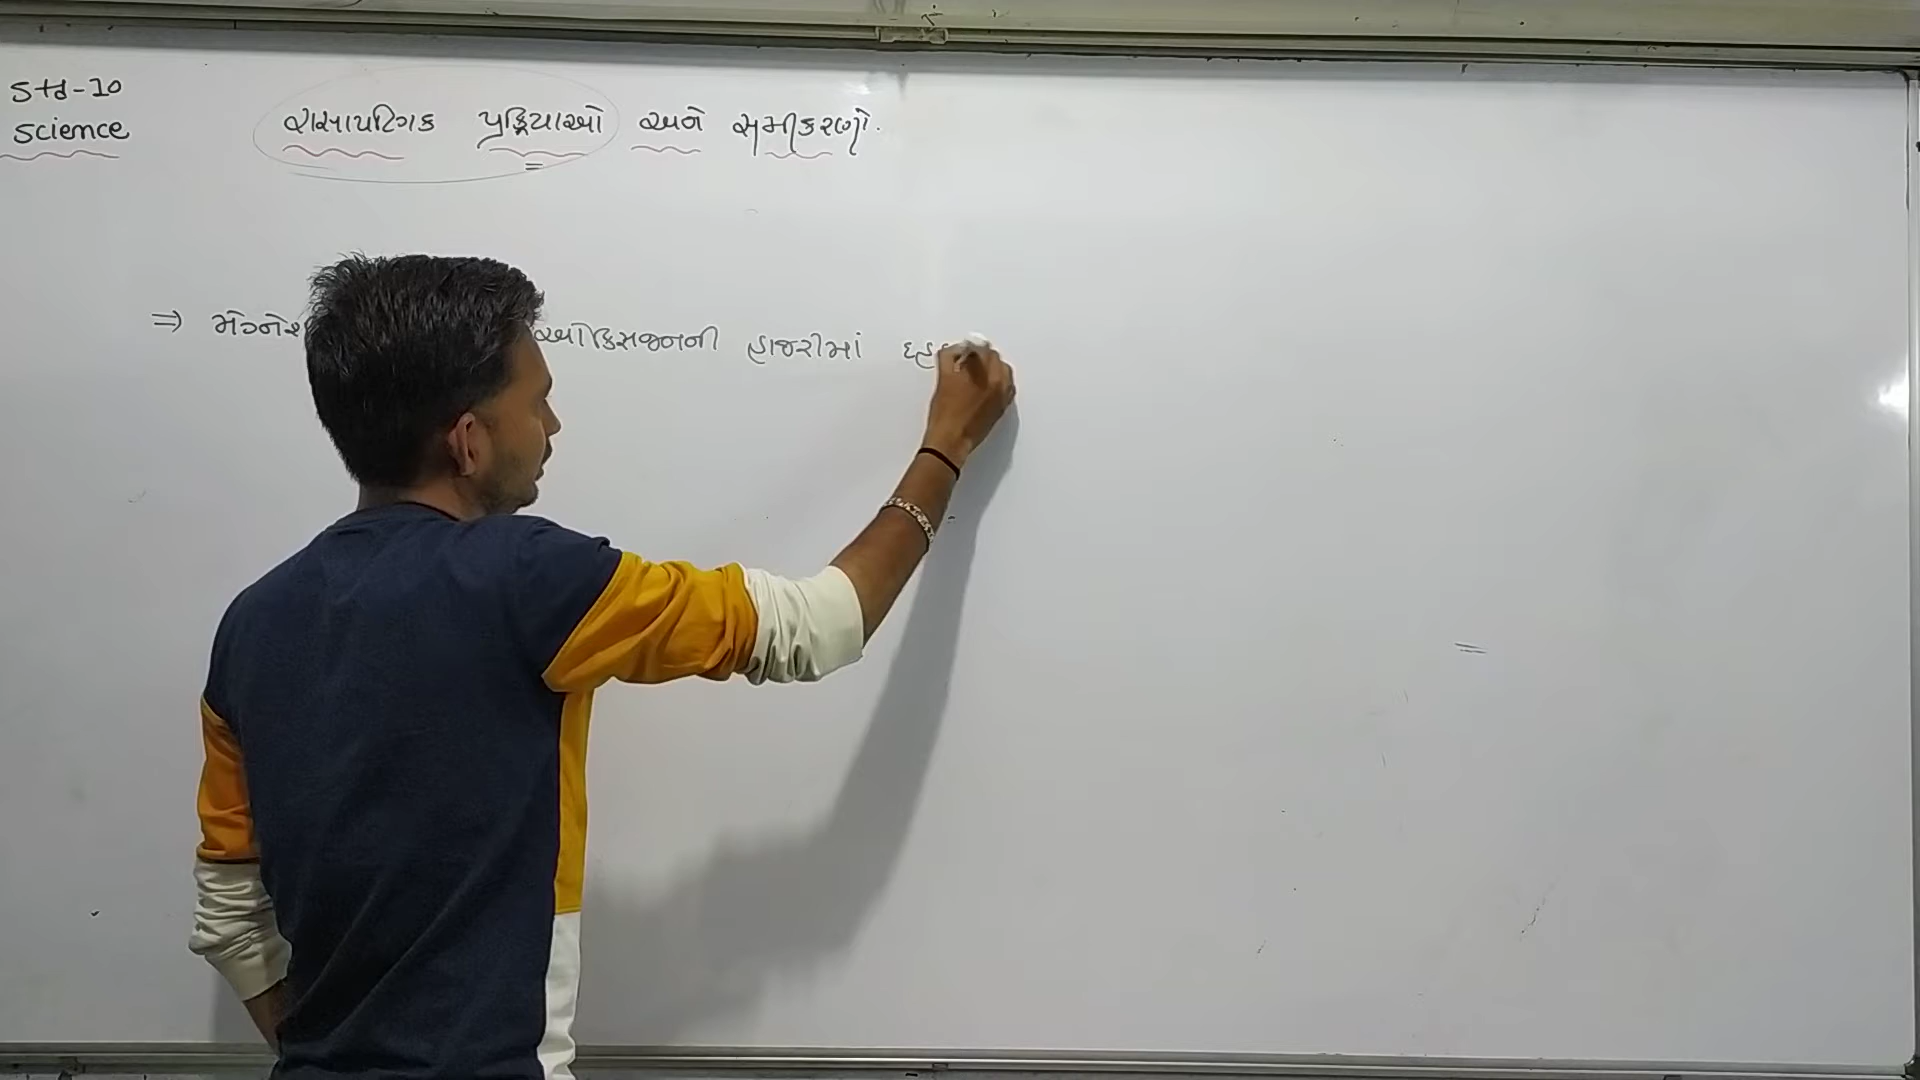 Std-10
Science
રાસાયણિક પ્રક્રિયાઓ અને સમીકરણો.
⇒ ઓક્સિજનની હાજરીમાં